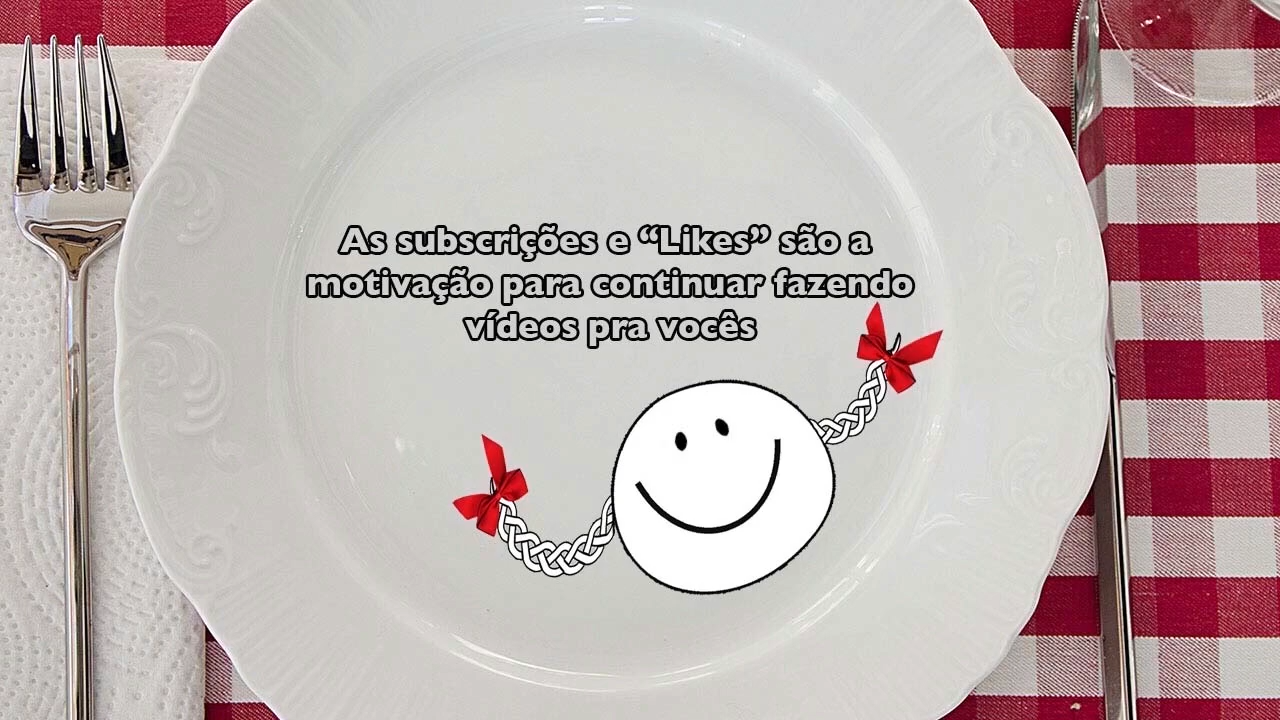 As subscrições e “Likes” são a
motivação para continuar fazendo
vídeos pra vocês